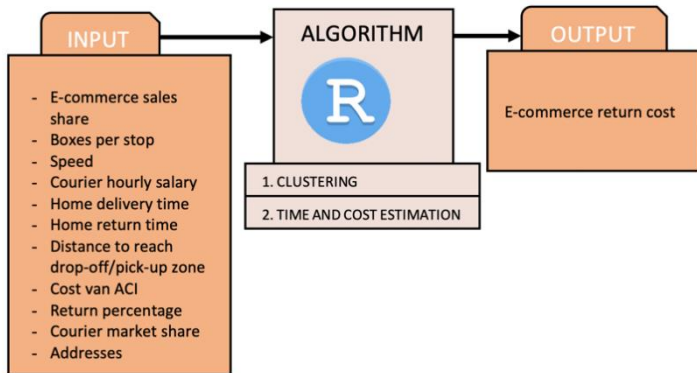 INPUT
- E-commerce sales
share
- Boxes per stop
- Speed
- Courier hourly salary
- Home delivery time
- Home return time
- Distance to reach
drop-off/pick-up zone
- Cost van ACI
- Return percentage
- Courier market share
- Addresses
ALGORITHM
R
1. CLUSTERING
2. TIME AND COST ESTIMATION
OUTPUT
E-commerce return cost